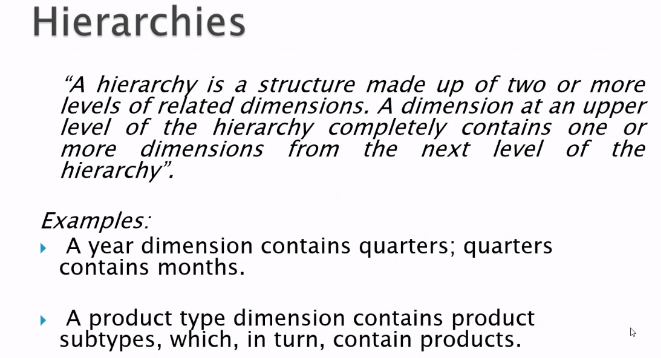 Hierarchies
“A hierarchy is a structure made up of two or more
levels of related dimensions. A dimension at an upper
level of the hierarchy completely contains one or
more dimensions from the next level of the
hierarchy”.
Examples:
A year dimension contains quarters; quarters
contains months.
A product type dimension contains product
subtypes, which, in turn, contain products.